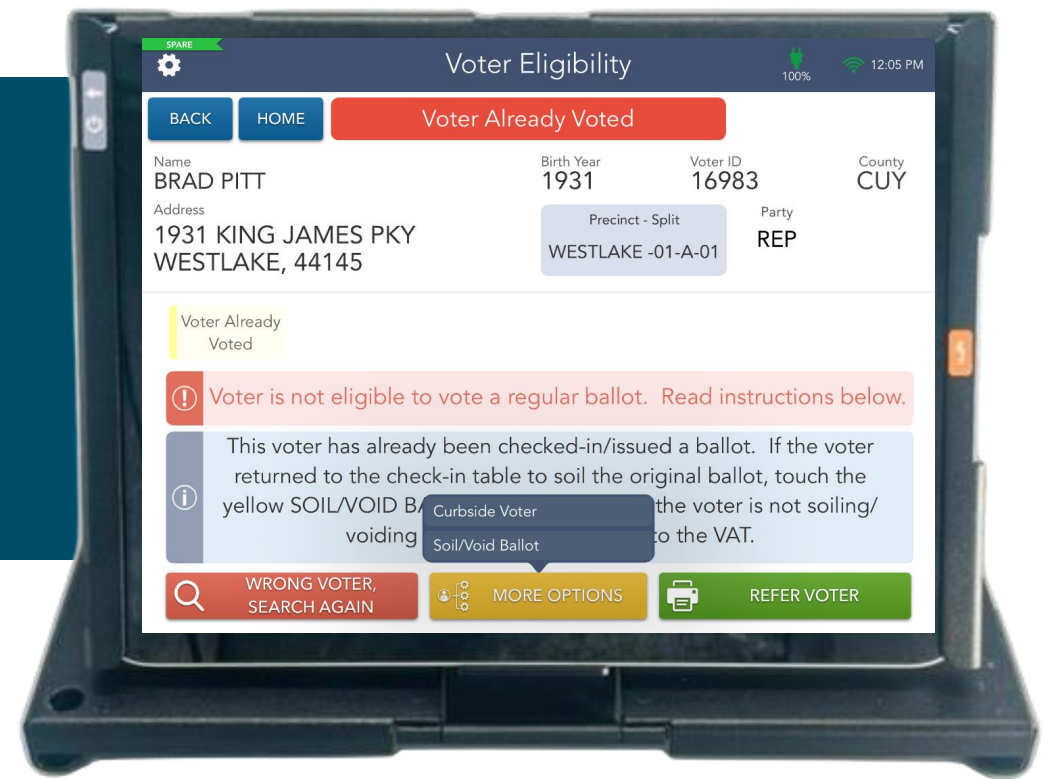 SPARE
Voter Eligibility
100%
12:05 PM
BACK
HOME
Voter Already Voted
Name
BRAD PITT
Birth Year
1931
Voter ID
16983
County
CUY
Address
1931 KING JAMES PKY
WESTLAKE, 44145
Precinct - Split
WESTLAKE -01-A-01
Party
REP
Voter Already
Voted
Voter is not eligible to vote a regular ballot. Read instructions below.
This voter has already been checked-in/issued a ballot. If the voter
returned to the check-in table to soil the original ballot, touch the
yellow SOIL/VOID the voter is not soiling/
voiding to the VAT.
Curbside Voter
Soil/Void Ballot
WRONG VOTER,
SEARCH AGAIN
MORE OPTIONS
REFER VOTER